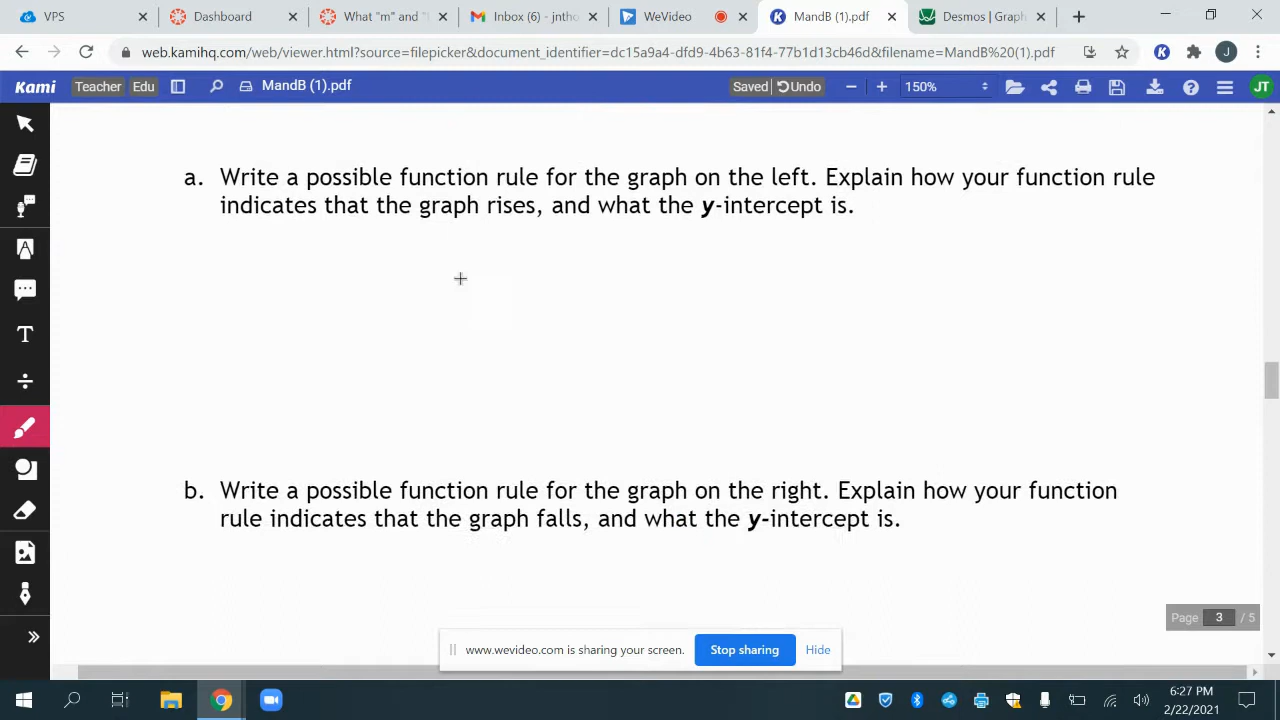 VPS
Dashboard
What "m" and "
Inbox (1) - jntho
WeVideo
MandB (1).pdf
Desmos | Graph
web.kamihq.com/web/viewer.html?source=filepicker&document_identifier=dc15a9a4-dfd9-4b63-81f4-77b1d13cb46d&filename=MandB%20(1).pdf
Kami Teacher Edu MandB (1).pdf Saved Undo 150% JT
a. Write a possible function rule for the graph on the left. Explain how your function rule
indicates that the graph rises, and what the y-intercept is.
b. Write a possible function rule for the graph on the right. Explain how your function
rule indicates that the graph falls, and what the y-intercept is.
Page 3 / 5
www.wevideo.com is sharing your screen. Stop sharing Hide
6:27 PM
2/22/2021